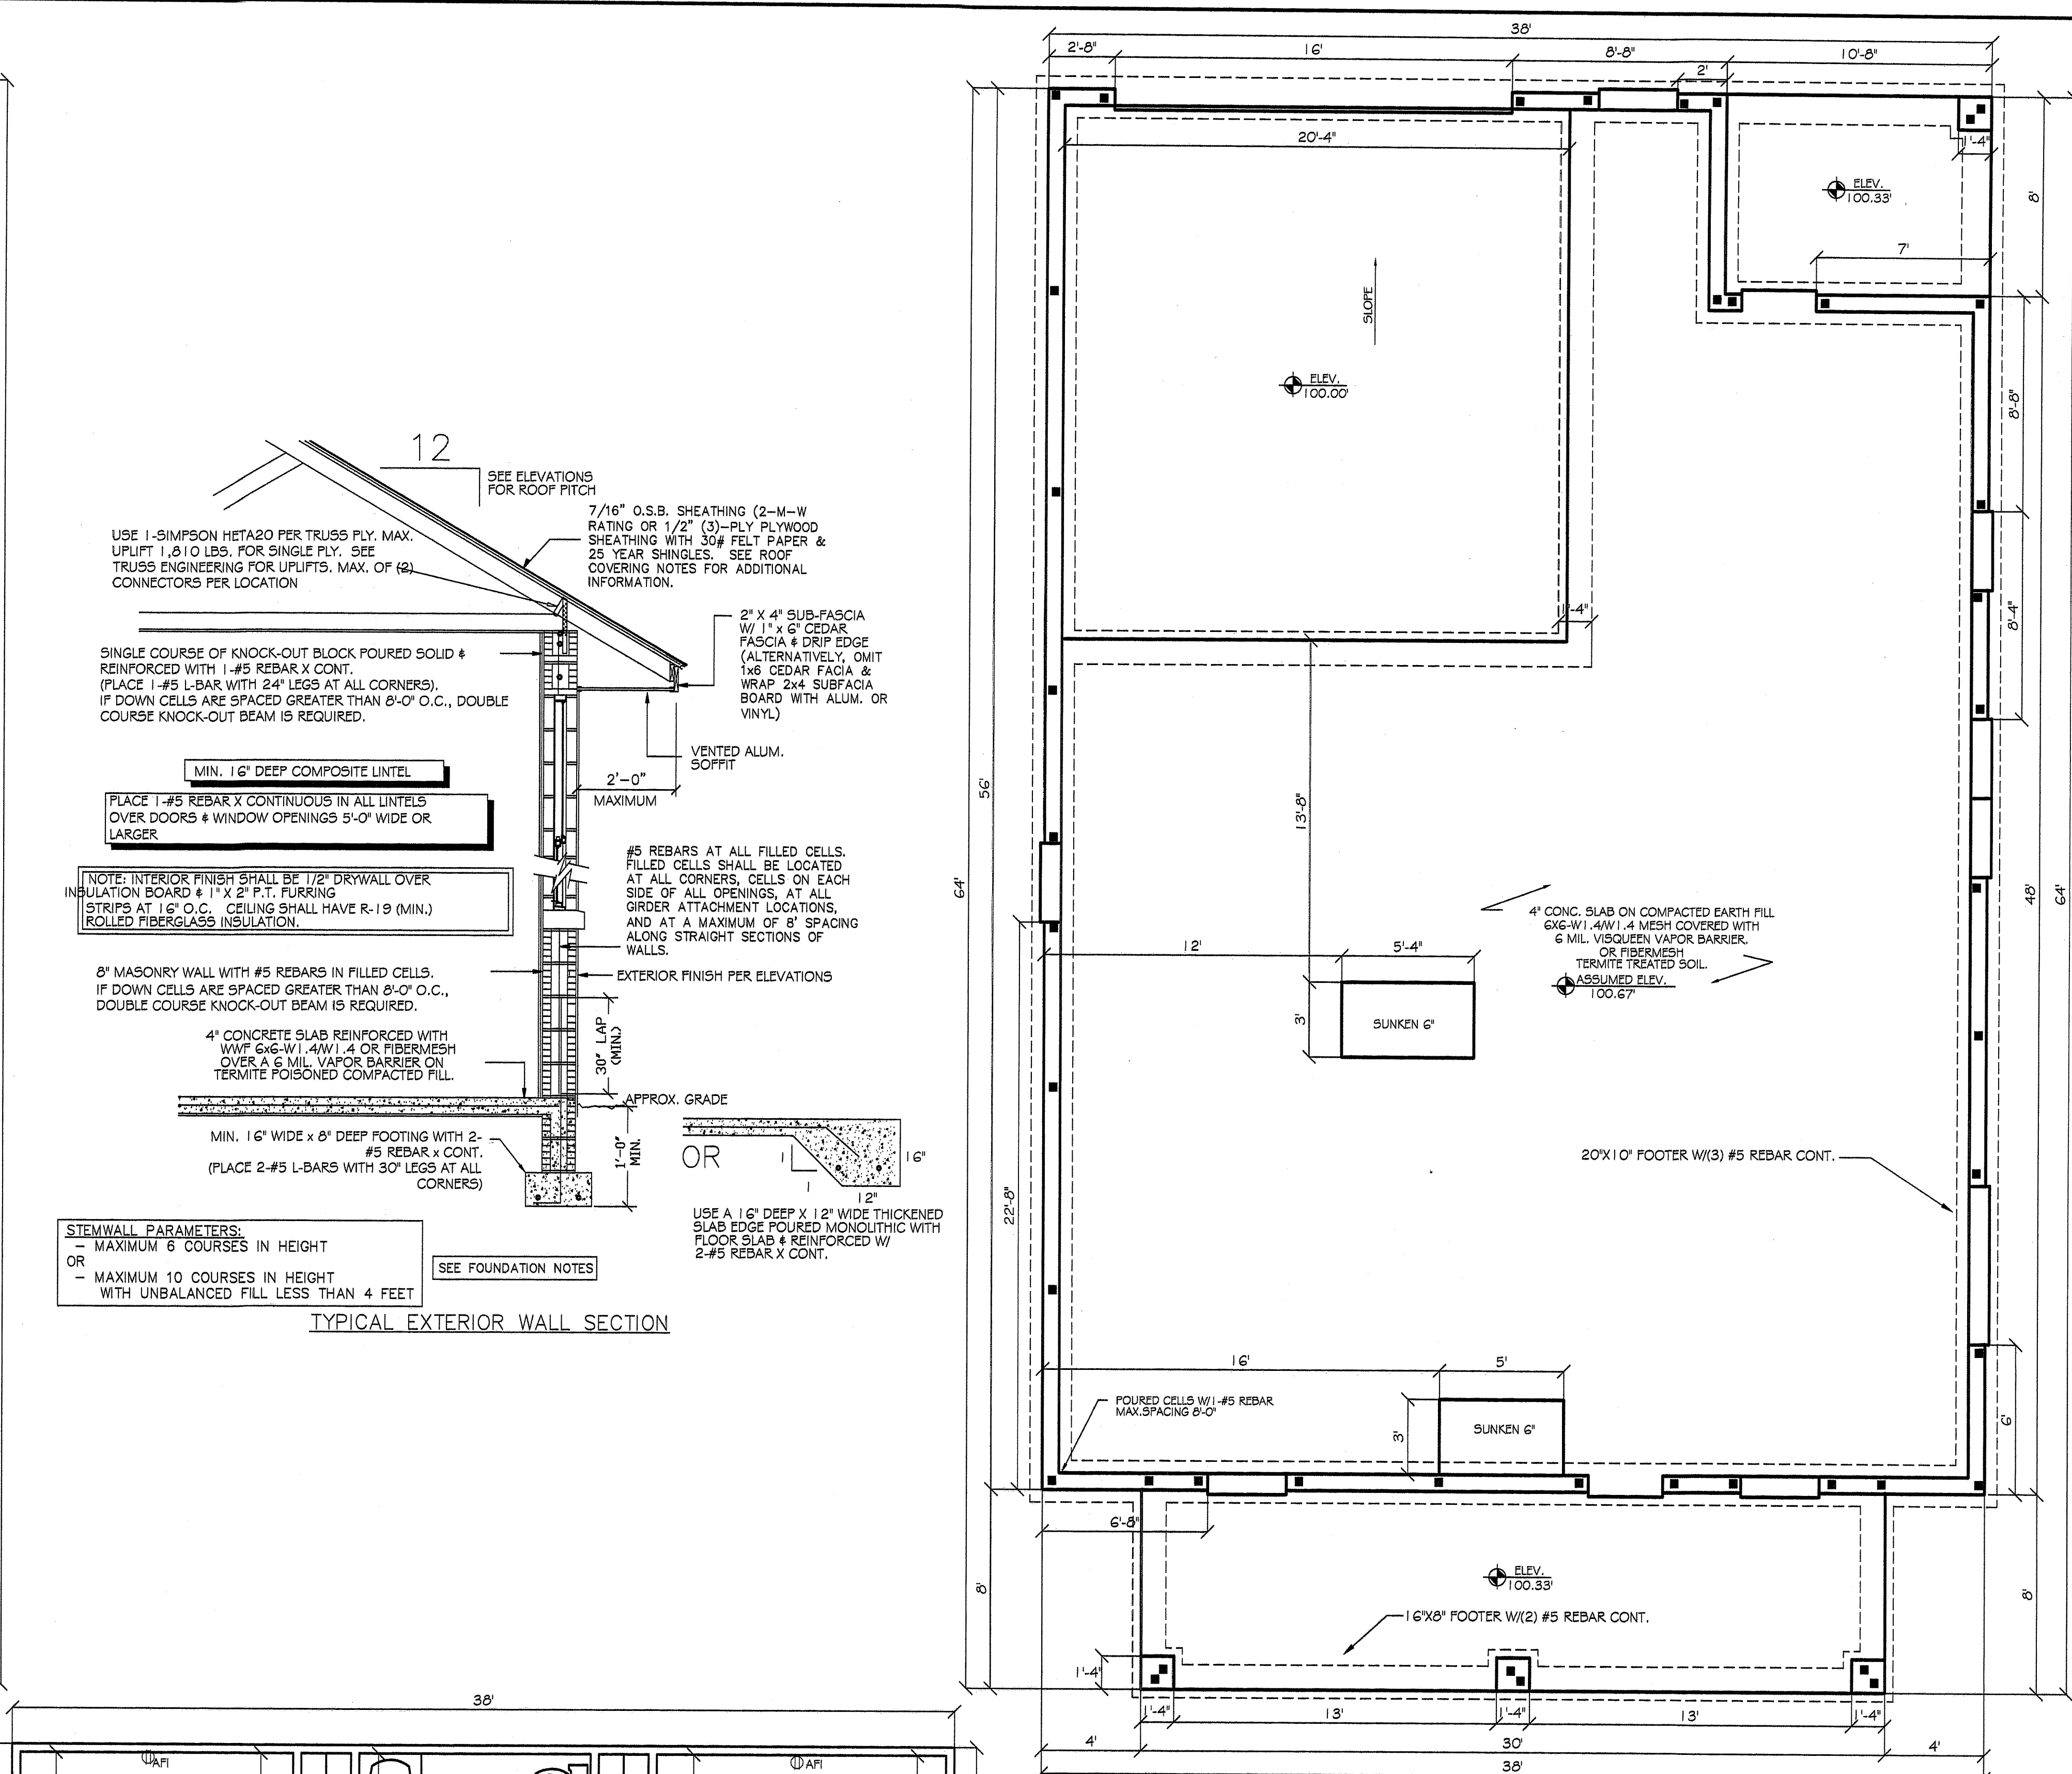 12
SEE ELEVATIONS
FOR ROOF PITCH
7/16" O.S.B. SHEATHING (2-M-W
RATING OR 1/2" (3)-PLY PLYWOOD
SHEATHING WITH 30# FELT PAPER &
25 YEAR SHINGLES. SEE ROOF
COVERING NOTES FOR ADDITIONAL
INFORMATION.
USE 1-SIMPSON HETA20 PER TRUSS PLY. MAX.
UPLIFT 1,810 LBS. FOR SINGLE PLY. SEE
TRUSS ENGINEERING FOR UPLIFTS. MAX. OF (2)
CONNECTORS PER LOCATION
2" X 4" SUB-FASCIA
W/ 1" x 6" CEDAR
FASCIA & DRIP EDGE
(ALTERNATIVELY, OMIT
1x6 CEDAR FACIA &
WRAP 2x4 SUBFACIA
BOARD WITH ALUM. OR
VINYL)
SINGLE COURSE OF KNOCK-OUT BLOCK POURED SOLID &
REINFORCED WITH 1-#5 REBAR X CONT.
(PLACE 1-#5 L-BAR WITH 24" LEGS AT ALL CORNERS).
IF DOWN CELLS ARE SPACED GREATER THAN 8'-0" O.C., DOUBLE
COURSE KNOCK-OUT BEAM IS REQUIRED.
VENTED ALUM.
SOFFIT
2'-0"
MAXIMUM
MIN. 16" DEEP COMPOSITE LINTEL
PLACE 1-#5 REBAR X CONTINUOUS IN ALL LINTELS
OVER DOORS & WINDOW OPENINGS 5'-0" WIDE OR
LARGER
NOTE: INTERIOR FINISH SHALL BE 1/2" DRYWALL OVER
INSULATION BOARD & 1" X 2" P.T. FURRING
STRIPS AT 16" O.C. CEILING SHALL HAVE R-19 (MIN.)
ROLLED FIBERGLASS INSULATION.
#5 REBARS AT ALL FILLED CELLS.
FILLED CELLS SHALL BE LOCATED
AT ALL CORNERS, CELLS ON EACH
SIDE OF ALL OPENINGS, AT ALL
GIRDER ATTACHMENT LOCATIONS,
AND AT A MAXIMUM OF 8' SPACING
ALONG STRAIGHT SECTIONS OF
WALLS.
8" MASONRY WALL WITH #5 REBARS IN FILLED CELLS.
IF DOWN CELLS ARE SPACED GREATER THAN 8'-0" O.C.,
DOUBLE COURSE KNOCK-OUT BEAM IS REQUIRED.
EXTERIOR FINISH PER ELEVATIONS
4" CONCRETE SLAB REINFORCED WITH
WWF 6x6-W1.4/W1.4 OR FIBERMESH
OVER A 6 MIL. VAPOR BARRIER ON
TERMITE POISONED COMPACTED FILL.
30" LAP
(MIN.)
APPROX. GRADE
1'-0"
MIN.
MIN. 16" WIDE x 8" DEEP FOOTING WITH 2-
#5 REBAR x CONT.
(PLACE 2-#5 L-BARS WITH 30" LEGS AT ALL
CORNERS)
OR
1
1
16"
12"
USE A 16" DEEP X 12" WIDE THICKENED
SLAB EDGE POURED MONOLITHIC WITH
FLOOR SLAB & REINFORCED W/
2-#5 REBAR X CONT.
STEMWALL PARAMETERS:
- MAXIMUM 6 COURSES IN HEIGHT
OR
- MAXIMUM 10 COURSES IN HEIGHT
WITH UNBALANCED FILL LESS THAN 4 FEET
SEE FOUNDATION NOTES
TYPICAL EXTERIOR WALL SECTION
38'
AFI
AFI
38'
2'-8"
16'
8'-8"
10'-8"
2'
20'-4"
1'-4"
ELEV.
100.33'
8'
7'
SLOPE
ELEV.
100.00'
8'-8"
1'-4"
8'-4"
56'
64'
13'-8"
48'
64'
4" CONC. SLAB ON COMPACTED EARTH FILL
6X6-W1.4/W1.4 MESH COVERED WITH
6 MIL. VISQUEEN VAPOR BARRIER.
OR FIBERMESH
TERMITE TREATED SOIL.
ASSUMED ELEV.
100.67'
12'
5'-4"
3'
SUNKEN 6"
20"X10" FOOTER W/(3) #5 REBAR CONT.
22'-8"
16'
5'
POURED CELLS W/1-#5 REBAR
MAX.SPACING 8'-0"
3'
SUNKEN 6"
6'
6'-8"
8'
ELEV.
100.33'
8'
16"X8" FOOTER W/(2) #5 REBAR CONT.
1'-4"
1'-4"
13'
1'-4"
13'
1'-4"
4'
30'
4'
38'